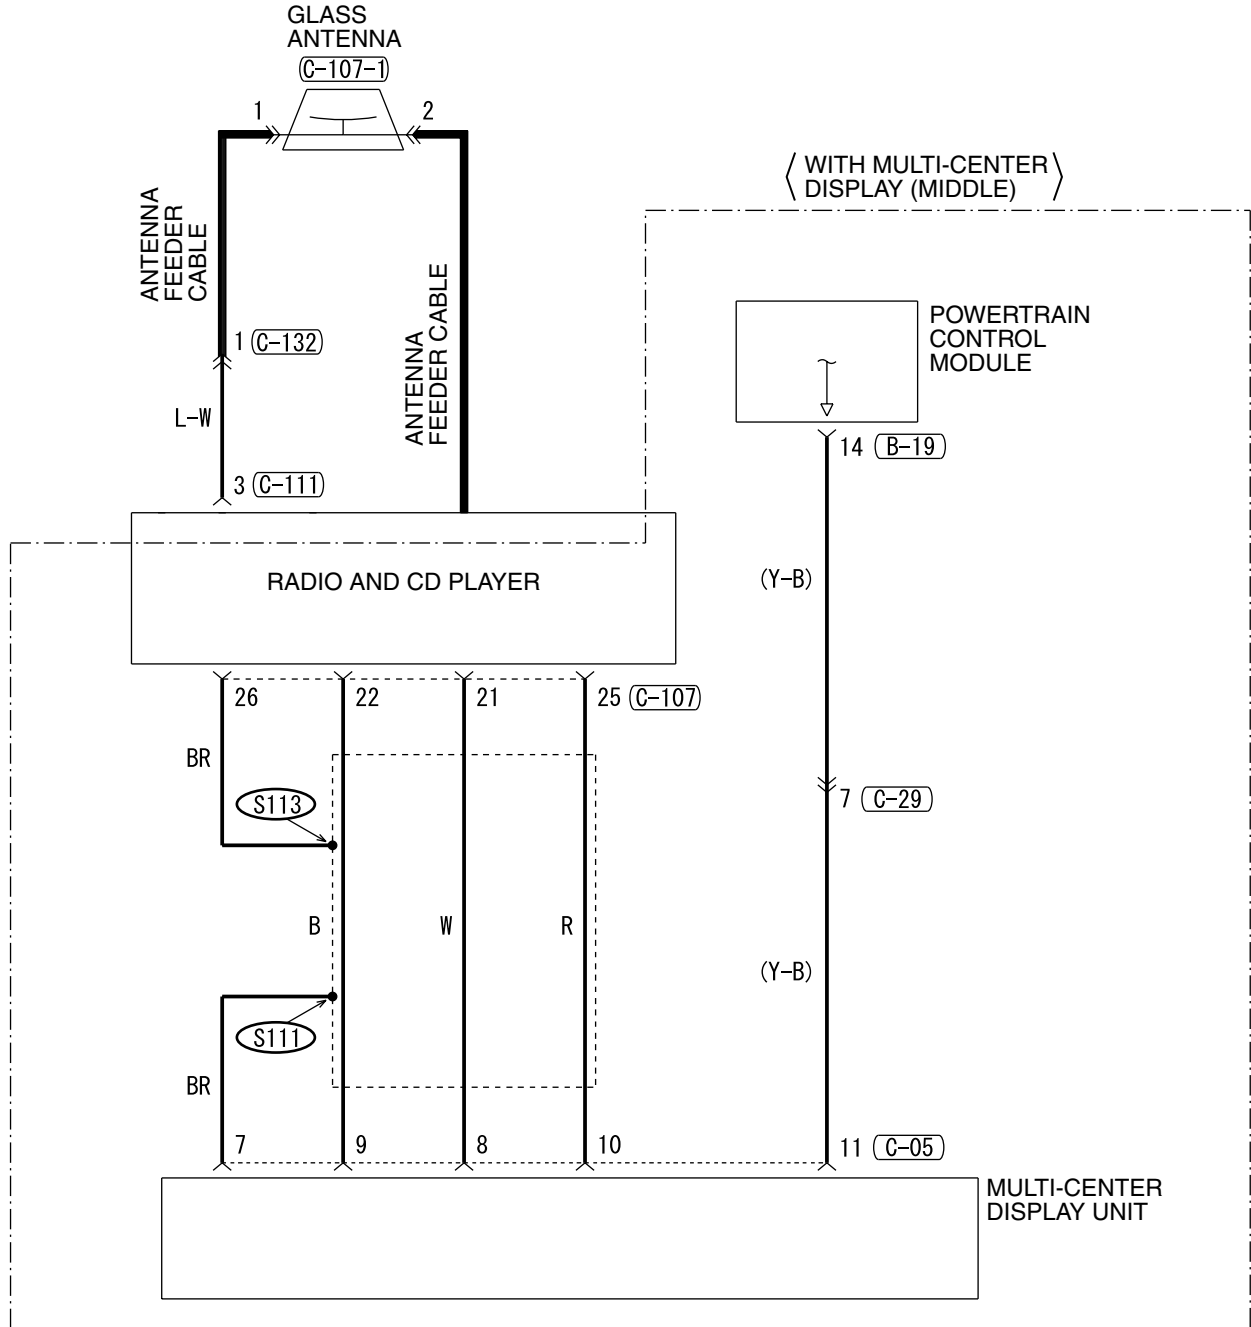 GLASS
ANTENNA
C-107-1
1
2
WITH MULTI-CENTER
DISPLAY (MIDDLE)
ANTENNA
FEEDER
CABLE
ANTENNA
FEEDER CABLE
POWERTRAIN
CONTROL
MODULE
1 C-132
L-W
14 B-19
3 C-111
(Y-B)
RADIO AND CD PLAYER
26
22
21
25 C-107
BR
S113
7 C-29
B
W
R
(Y-B)
S111
BR
7
9
8
10
11 C-05
MULTI-CENTER
DISPLAY UNIT